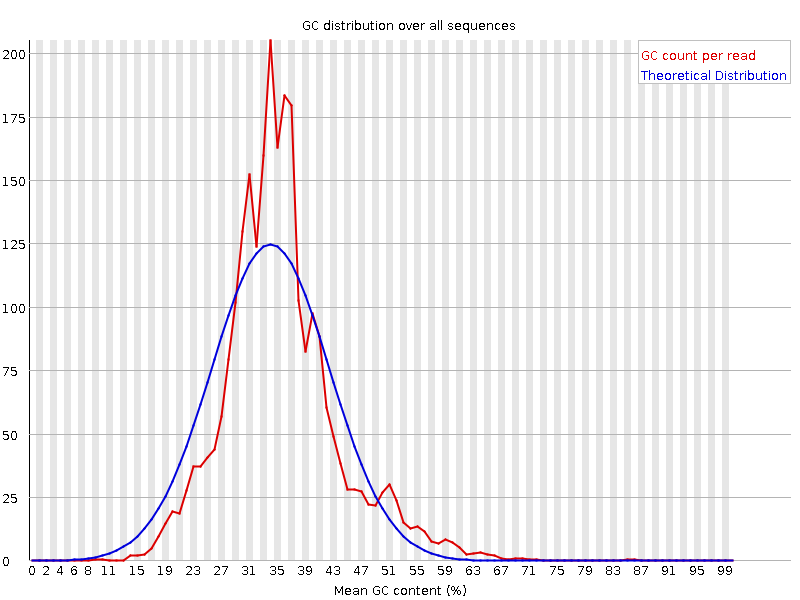 GC distribution over all sequences
GC count per read
Theoretical Distribution
200
175
150
125
100
75
50
25
0
0 2 4 6 8 11 15 19 23 27 31 35 39 43 47 51 55 59 63 67 71 75 79 83 87 91 95 99
Mean GC content (%)